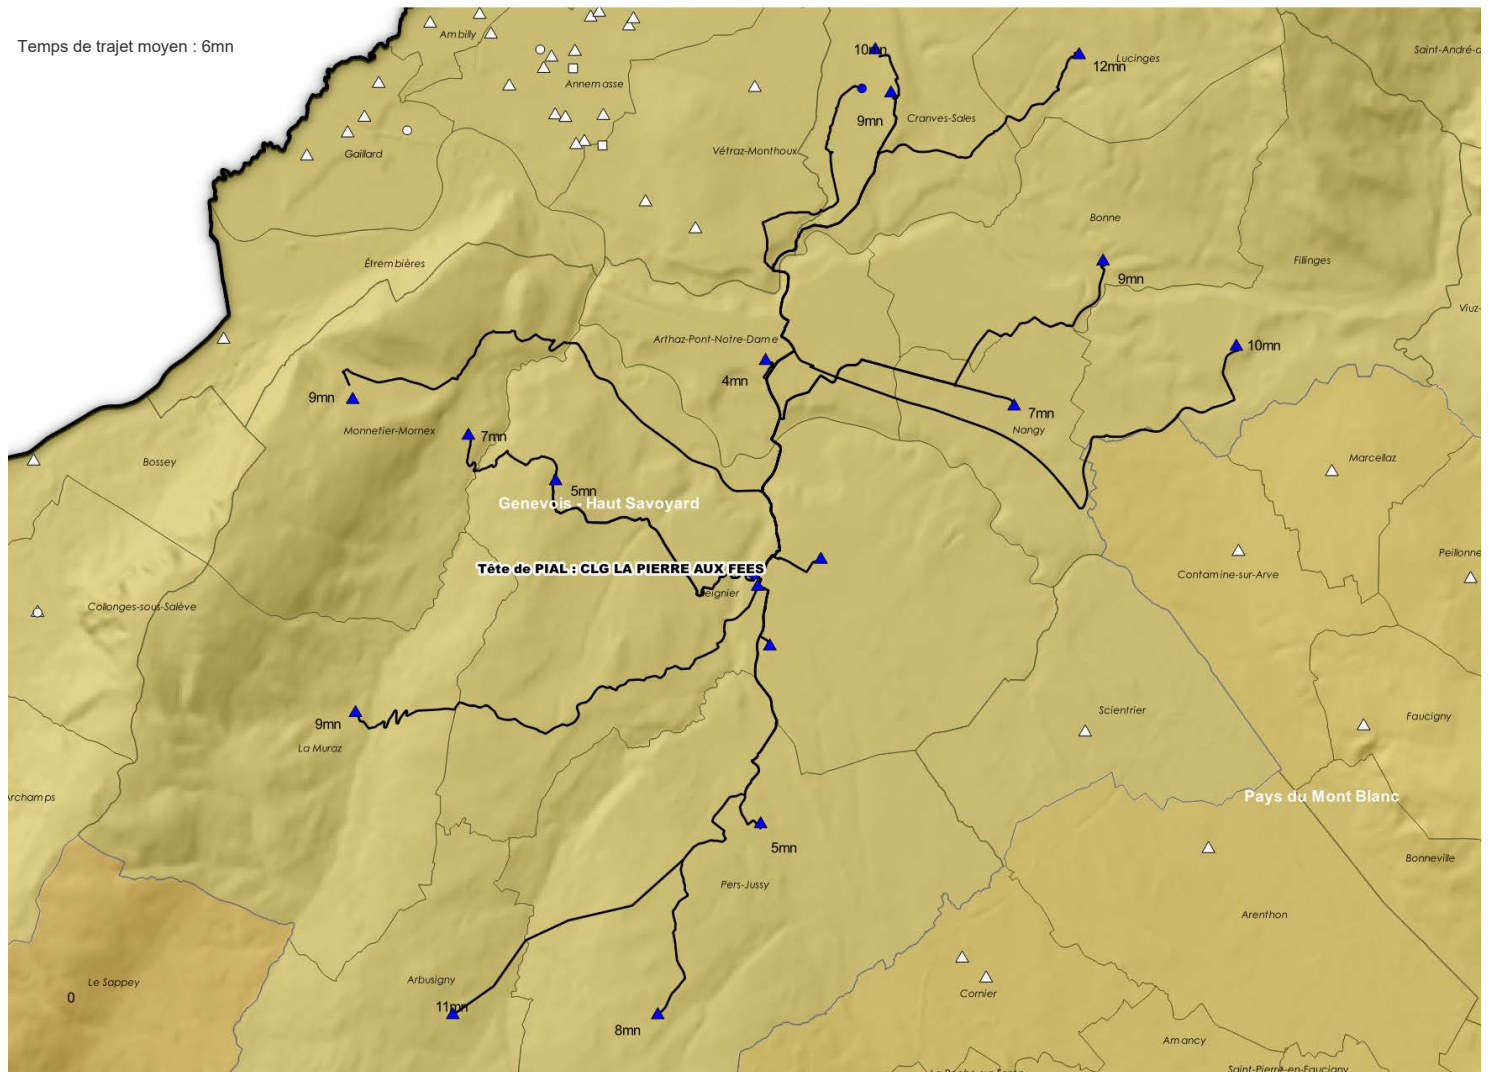 Temps de trajet moyen : 6mn
Ambilly
Annemasse
Gaillard
Vétraz-Monthoux
10mn
9mn
Cranves-Sales
12mn
Lucinges
Saint-André-d
Étrembières
Bonne
9mn
Fillinges
Viuz-
Arthaz-Pont-Notre-Dame
4mn
10mn
9mn
Monnetier-Mornex
7mn
7mn
Nangy
Bossey
Marcellaz
5mn
Genevois - Haut Savoyard
Tête de PIAL : CLG LA PIERRE AUX FEES
eignier
Peillonne
Contamine-sur-Arve
Collonges-sous-Salève
9mn
La Muraz
Scientrier
Faucigny
Archamps
Pays du Mont Blanc
5mn
Pers-Jussy
Bonneville
Arenthon
Le Sappey
0
Arbusigny
11mn
8mn
Cornier
Amancy
Saint-Pierre-en-Faucigny